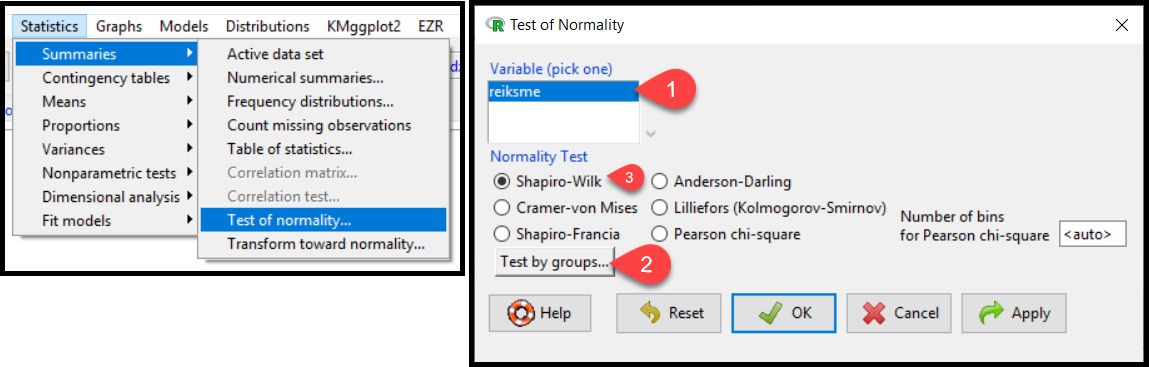 Statistics Graphs Models Distributions KMggplot2 EZR
Summaries
Contingency tables
Means
Proportions
Variances
Nonparametric tests
Dimensional analysis
Fit models
Active data set
Numerical summaries...
Frequency distributions...
Count missing observations
Table of statistics...
Correlation matrix...
Correlation test...
Test of normality...
Transform toward normality...
Test of Normality
Variable (pick one)
reiksme
1
Normality Test
Shapiro-Wilk 3 Anderson-Darling
Cramer-von Mises Lilliefors (Kolmogorov-Smirnov)
Shapiro-Francia Pearson chi-square
Number of bins
for Pearson chi-square <auto>
Test by groups... 2
Help Reset OK Cancel Apply